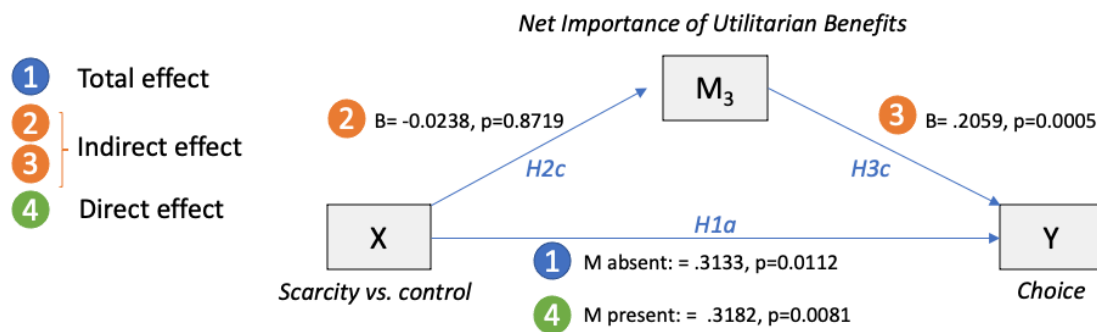 Net Importance of Utilitarian Benefits
1 Total effect
2
3
Indirect effect
4 Direct effect
M3
2 B= -0.0238, p=0.8719
3 B= .2059, p=0.0005
H2c
H3c
X
H1a
Y
1 M absent: = .3133, p=0.0112
Scarcity vs. control
Choice
4 M present: = .3182, p=0.0081